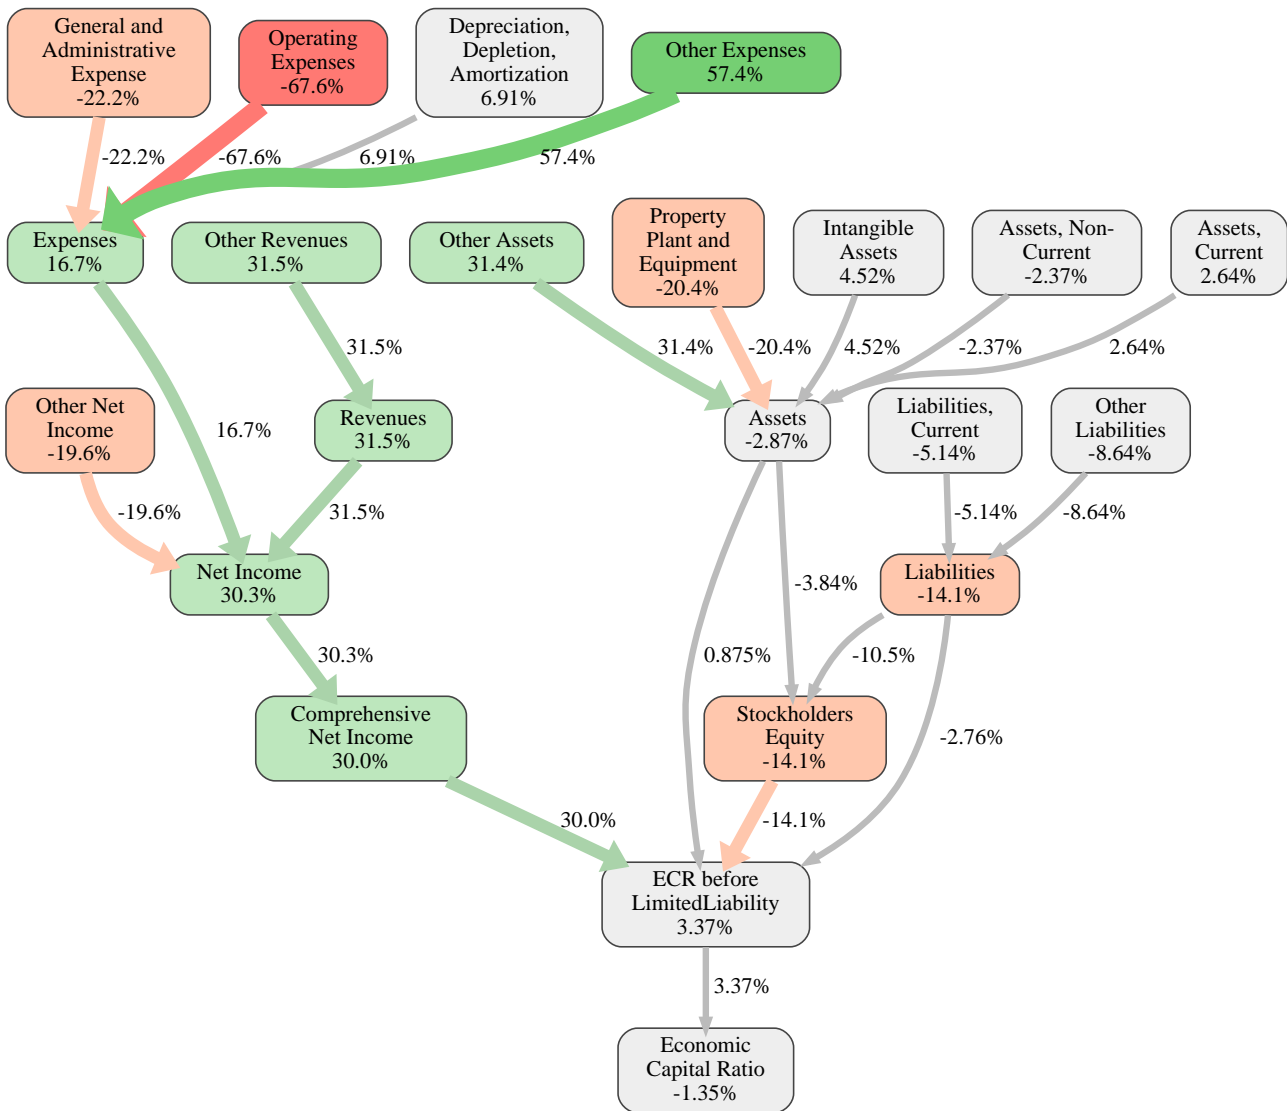 General and
Administrative
Expense
-22.2%
Operating
Expenses
-67.6%
Depreciation,
Depletion,
Amortization
6.91%
Other Expenses
57.4%
-22.2%
-67.6%
6.91%
57.4%
Expenses
16.7%
Other Revenues
31.5%
Other Assets
31.4%
Property
Plant and
Equipment
-20.4%
Intangible
Assets
4.52%
Assets, Non-
Current
-2.37%
Assets,
Current
2.64%
31.5%
31.4%
-20.4%
4.52%
-2.37%
2.64%
Other Net
Income
-19.6%
16.7%
Revenues
31.5%
Assets
-2.87%
Liabilities,
Current
-5.14%
Other
Liabilities
-8.64%
-19.6%
31.5%
-5.14%
-8.64%
Net Income
30.3%
-3.84%
Liabilities
-14.1%
30.3%
0.875%
-10.5%
Comprehensive
Net Income
30.0%
Stockholders
Equity
-14.1%
-2.76%
30.0%
-14.1%
ECR before
LimitedLiability
3.37%
3.37%
Economic
Capital Ratio
-1.35%